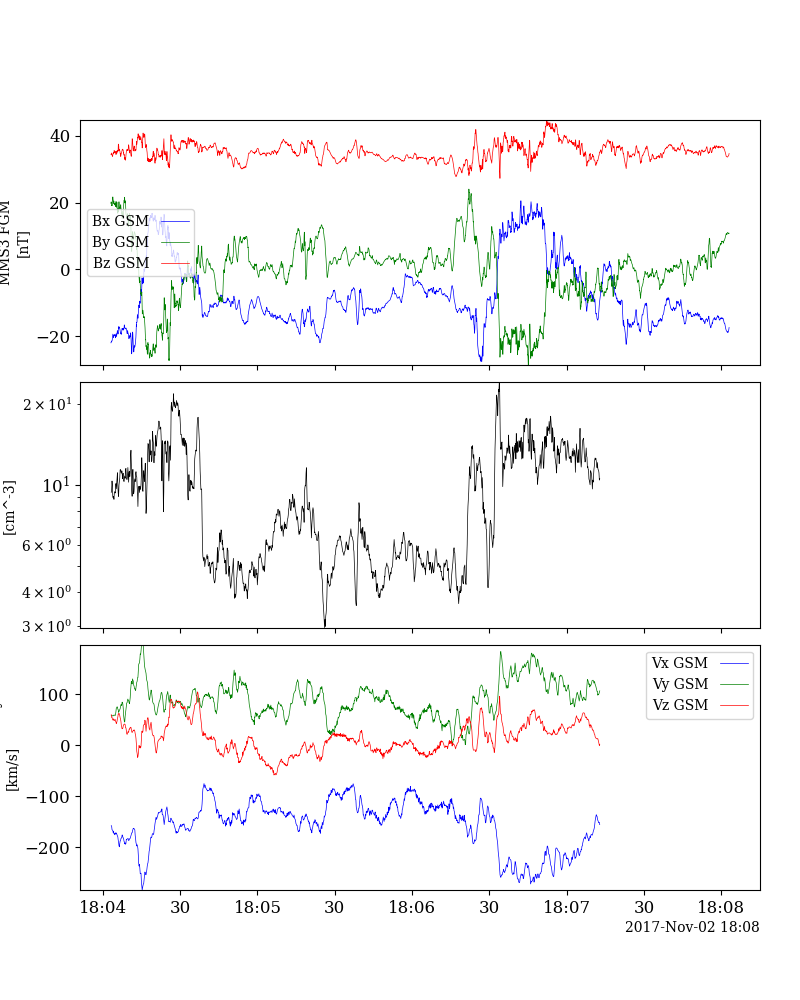 40
20
0
−20
MMS3 FGM
[nT]
Bx GSM
By GSM
Bz GSM
2 × 10¹
10¹
6 × 10⁰
4 × 10⁰
3 × 10⁰
[cm^-3]
100
0
−100
−200
[km/s]
Vx GSM
Vy GSM
Vz GSM
18:04 30 18:05 30 18:06 30 18:07 30 18:08
2017-Nov-02 18:08